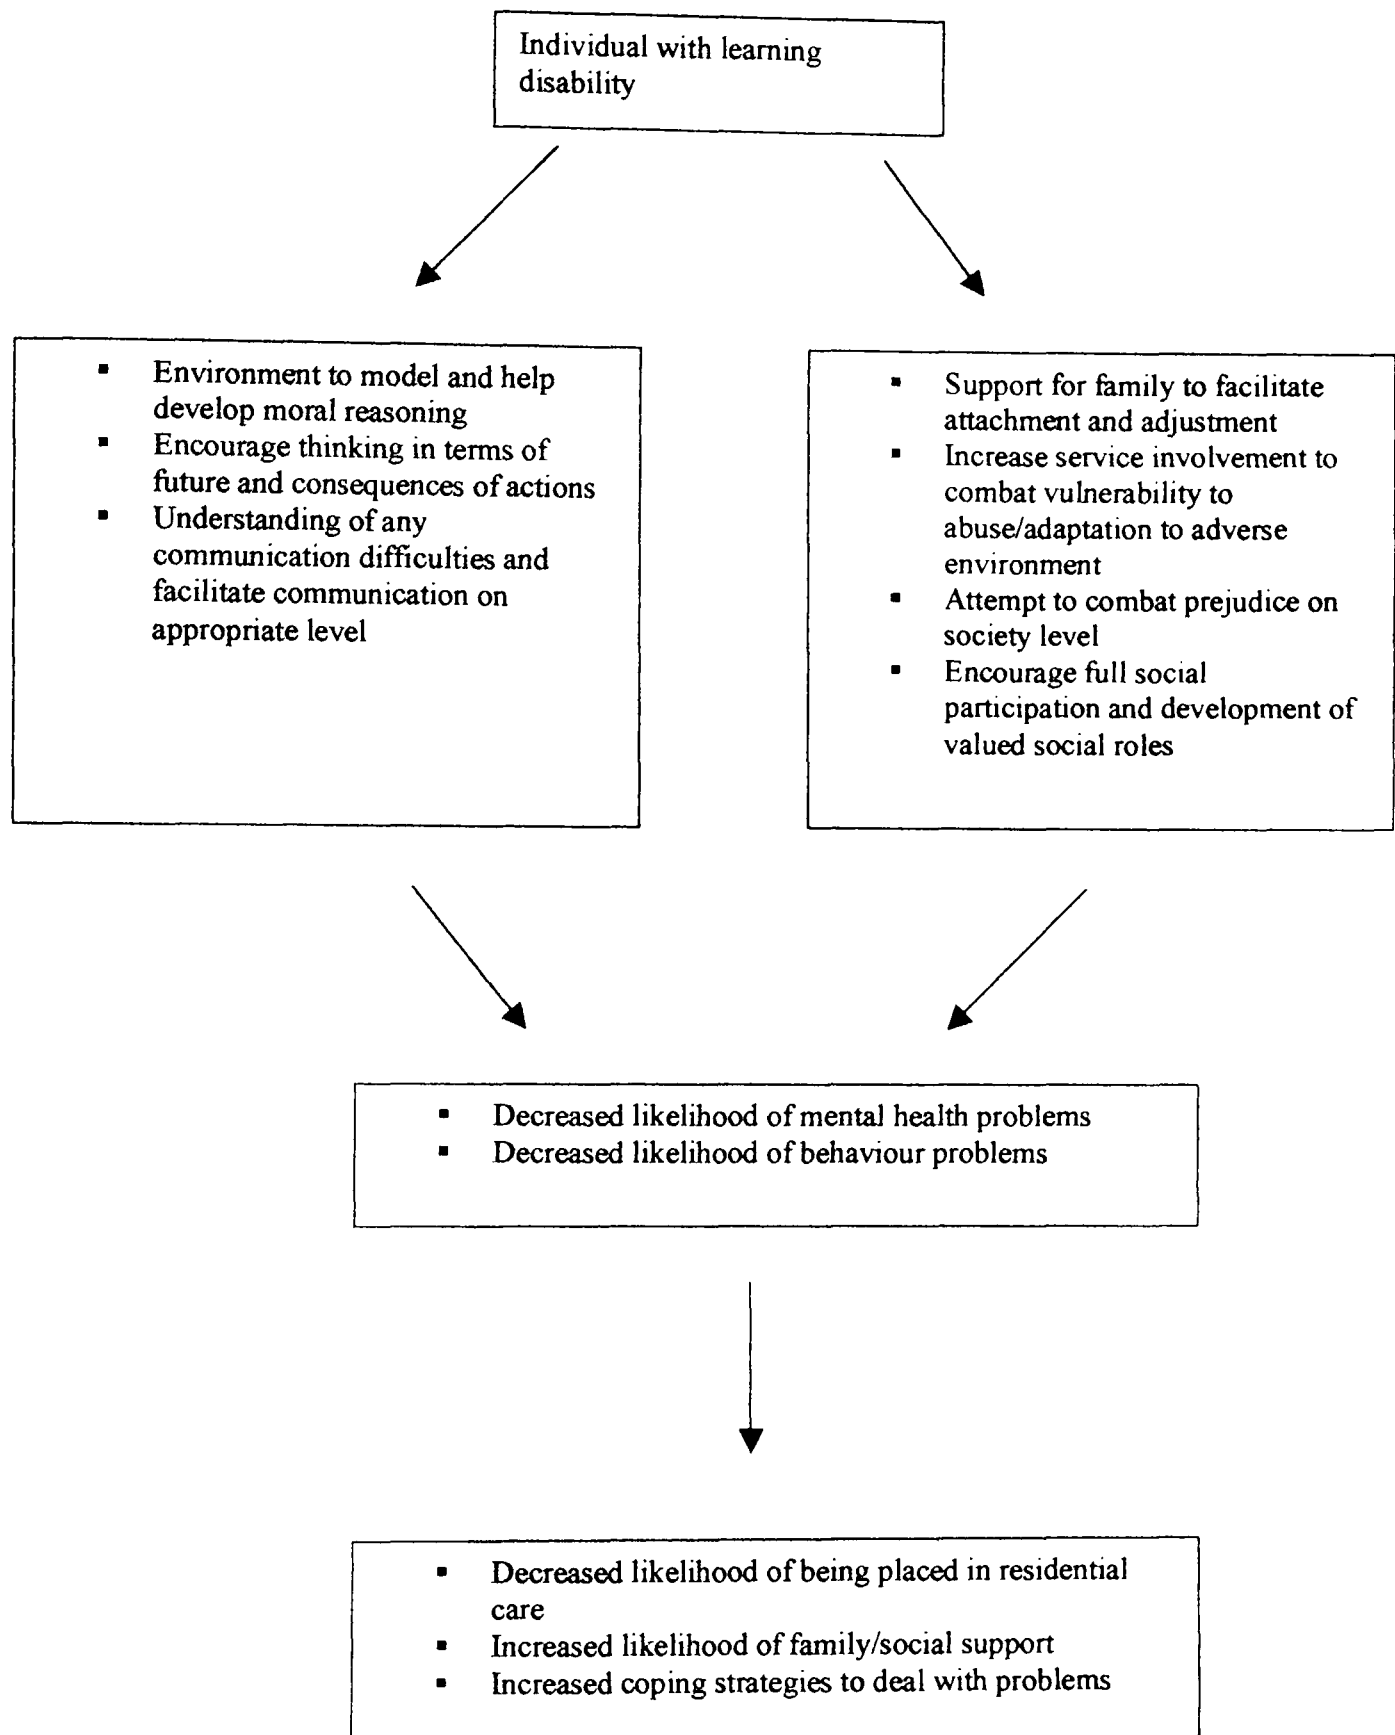 Individual with learning
disability
▪ Environment to model and help
develop moral reasoning
▪ Encourage thinking in terms of
future and consequences of actions
▪ Understanding of any
communication difficulties and
facilitate communication on
appropriate level
▪ Support for family to facilitate
attachment and adjustment
▪ Increase service involvement to
combat vulnerability to
abuse/adaptation to adverse
environment
▪ Attempt to combat prejudice on
society level
▪ Encourage full social
participation and development of
valued social roles
▪ Decreased likelihood of mental health problems
▪ Decreased likelihood of behaviour problems
▪ Decreased likelihood of being placed in residential
care
▪ Increased likelihood of family/social support
▪ Increased coping strategies to deal with problems